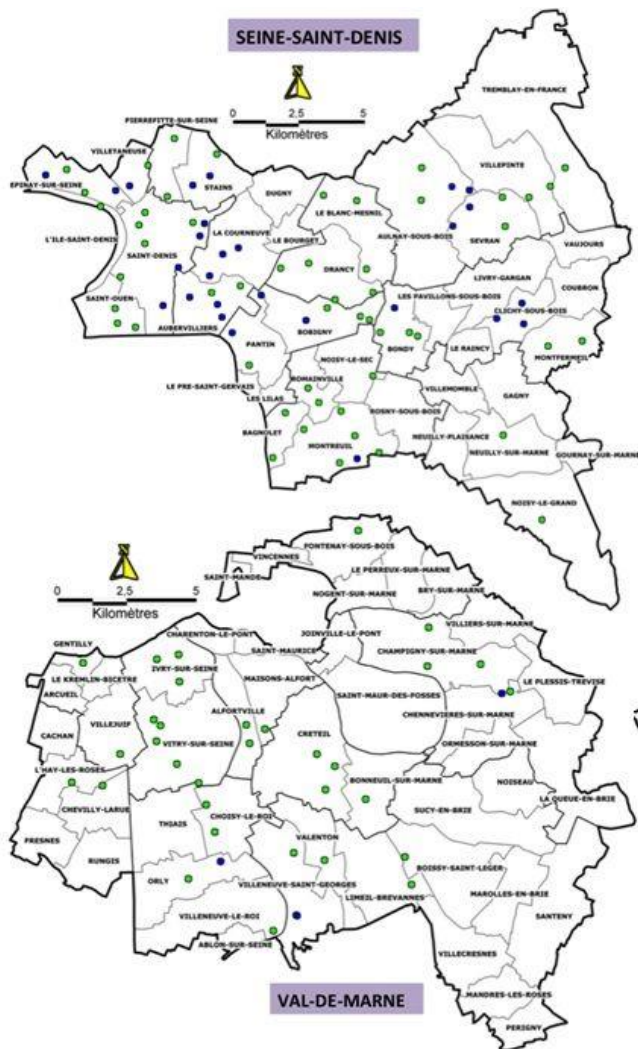 SEINE-SAINT-DENIS
TREMBLAY-EN-FRANCE
N
PIERREFITTE-SUR-SEINE
0 2,5 5
Kilomètres
VILLETANEUSE
VILLEPINTE
EPINAY-SUR-SEINE
STAINS
DUGNY
LE BLANC-MESNIL
L'ILE-SAINT-DENIS
LA COURNEUVE
LE BOURGET
AULNAY-SOUS-BOIS
SEVRAN
VAUJOURS
SAINT-DENIS
DRANCY
LIVRY-GARGAN
COUBRON
SAINT-OUEN
LES PAVILLONS-SOUS-BOIS
CLICHY-SOUS-BOIS
AUBERVILLIERS
BOBIGNY
PANTIN
BONDY
LE RAINCY
MONTFERMEIL
NOISY-LE-SEC
LE PRE-SAINT-GERVAIS
ROMAINVILLE
VILLEMOMBLE
GAGNY
LES LILAS
ROSNY-SOUS-BOIS
BAGNOLET
NEUILLY-PLAISANCE
MONTREUIL
NEUILLY-SUR-MARNE
GOURNAY-SUR-MARNE
NOISY-LE-GRAND
N
FONTENAY-SOUS-BOIS
VINCENNES
LE PERREUX-SUR-MARNE
SAINT-MANDE
BRY-SUR-MARNE
NOGENT-SUR-MARNE
0 2,5 5
Kilomètres
CHARENTON-LE-PONT
JOINVILLE-LE-PONT
VILLIERS-SUR-MARNE
GENTILLY
SAINT-MAURICE
CHAMPIGNY-SUR-MARNE
IVRY-SUR-SEINE
LE KREMLIN-BICETRE
MAISONS-ALFORT
LE PLESSIS-TREVISE
ARCUEIL
SAINT-MAUR-DES-FOSSES
ALFORTVILLE
CHENNEVIERES-SUR-MARNE
VILLEJUIF
CACHAN
CRETEIL
VITRY-SUR-SEINE
ORMESSON-SUR-MARNE
L'HAY-LES-ROSES
BONNEUIL-SUR-MARNE
NOISEAU
CHEVILLY-LARUE
LA QUEUE-EN-BRIE
SUCY-EN-BRIE
THIAIS
CHOISY-LE-ROI
FRESNES
VALENTON
RUNGIS
BOISSY-SAINT-LEGER
ORLY
VILLENEUVE-SAINT-GEORGES
MAROLLES-EN-BRIE
LIMEIL-BREVANNES
VILLENEUVE-LE-ROI
SANTENY
ABLON-SUR-SEINE
VILLECRESNES
MANDRES-LES-ROSES
VAL-DE-MARNE
PERIGNY